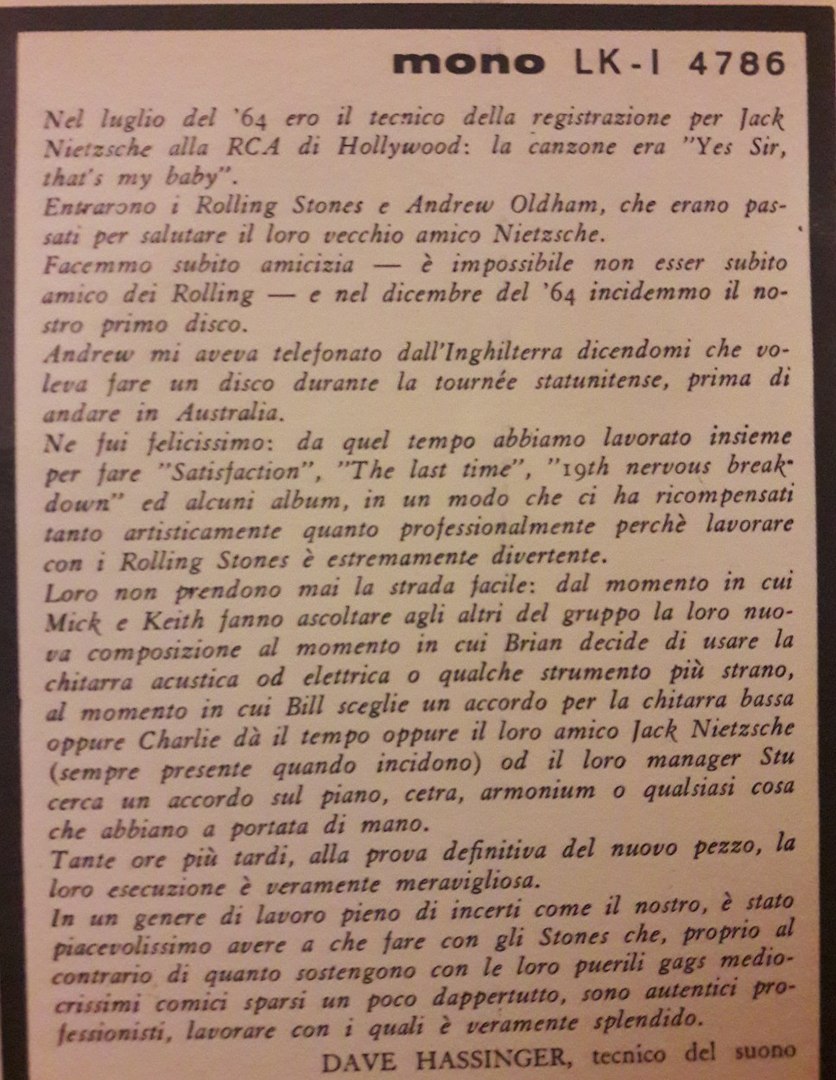 mono LK-I 4786
Nel luglio del '64 ero il tecnico della registrazione per Jack
Nietzsche alla RCA di Hollywood: la canzone era "Yes Sir,
that's my baby".
Entrarono i Rolling Stones e Andrew Oldham, che erano pas-
sati per salutare il loro vecchio amico Nietzsche.
Facemmo subito amicizia — è impossibile non esser subito
amico dei Rolling — e nel dicembre del '64 incidemmo il no-
stro primo disco.
Andrew mi aveva telefonato dall'Inghilterra dicendomi che vo-
leva fare un disco durante la tournée statunitense, prima di
andare in Australia.
Ne fui felicissimo: da quel tempo abbiamo lavorato insieme
per fare "Satisfaction", "The last time", "19th nervous break-
down" ed alcuni album, in un modo che ci ha ricompensati
tanto artisticamente quanto professionalmente perchè lavorare
con i Rolling Stones è estremamente divertente.
Loro non prendono mai la strada facile: dal momento in cui
Mick e Keith fanno ascoltare agli altri del gruppo la loro nuo-
va composizione al momento in cui Brian decide di usare la
chitarra acustica od elettrica o qualche strumento più strano,
al momento in cui Bill sceglie un accordo per la chitarra bassa
oppure Charlie dà il tempo oppure il loro amico Jack Nietzsche
(sempre presente quando incidono) od il loro manager Stu
cerca un accordo sul piano, cetra, armonium o qualsiasi cosa
che abbiano a portata di mano.
Tante ore più tardi, alla prova definitiva del nuovo pezzo, la
loro esecuzione è veramente meravigliosa.
In un genere di lavoro pieno di incerti come il nostro, è stato
piacevolissimo avere a che fare con gli Stones che, proprio al
contrario di quanto sostengono con le loro puerili gags medio-
crissimi comici sparsi un poco dappertutto, sono autentici pro-
fessionisti, lavorare con i quali è veramente splendido.
DAVE HASSINGER, tecnico del suono